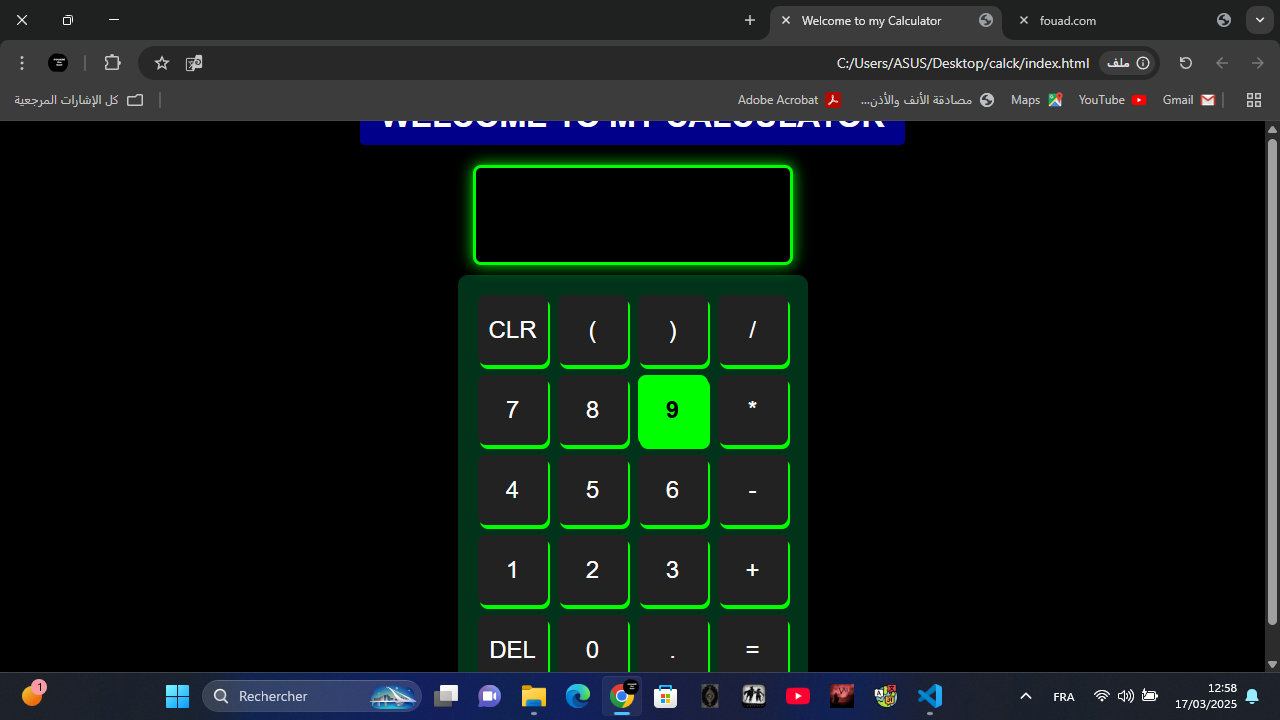 Welcome to my Calculator
fouad.com
C:/Users/ASUS/Desktop/calck/index.html
ملف
كل الإشارات المرجعية
Adobe Acrobat
مصادقة الأنف والأذن...
Maps
YouTube
Gmail
WELCOME TO MY CALCULATOR
CLR ( ) /
7 8 9 *
4 5 6 -
1 2 3 +
DEL 0 . =
1
Rechercher
FRA
12:58
17/03/2025